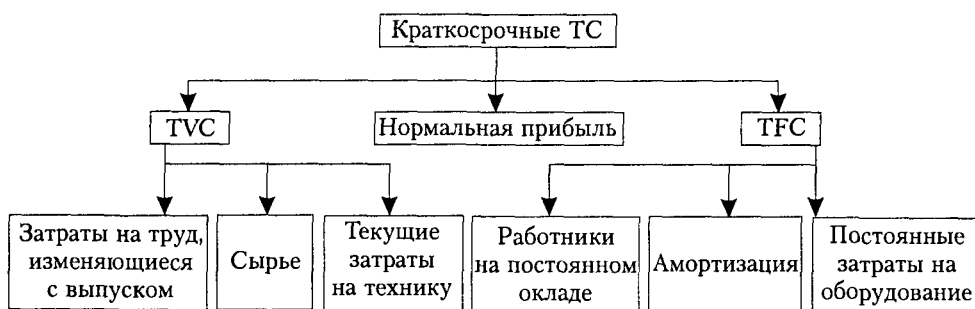 Краткосрочные ТС
TVC
Нормальная прибыль
TFC
Затраты на труд,
изменяющиеся
с выпуском
Сырье
Текущие
затраты
на технику
Работники
на постоянном
окладе
Амортизация
Постоянные
затраты на
оборудование